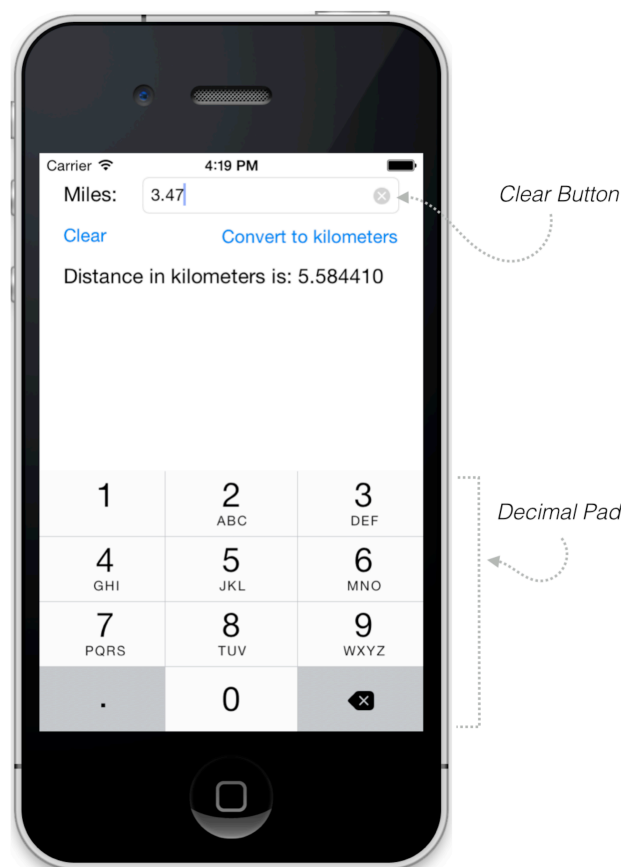 Carrier 4:19 PM
Miles: 3.47
Clear Button
Clear Convert to kilometers
Distance in kilometers is: 5.584410
1 2 3
ABC DEF
Decimal Pad
4 5 6
GHI JKL MNO
7 8 9
PQRS TUV WXYZ
. 0